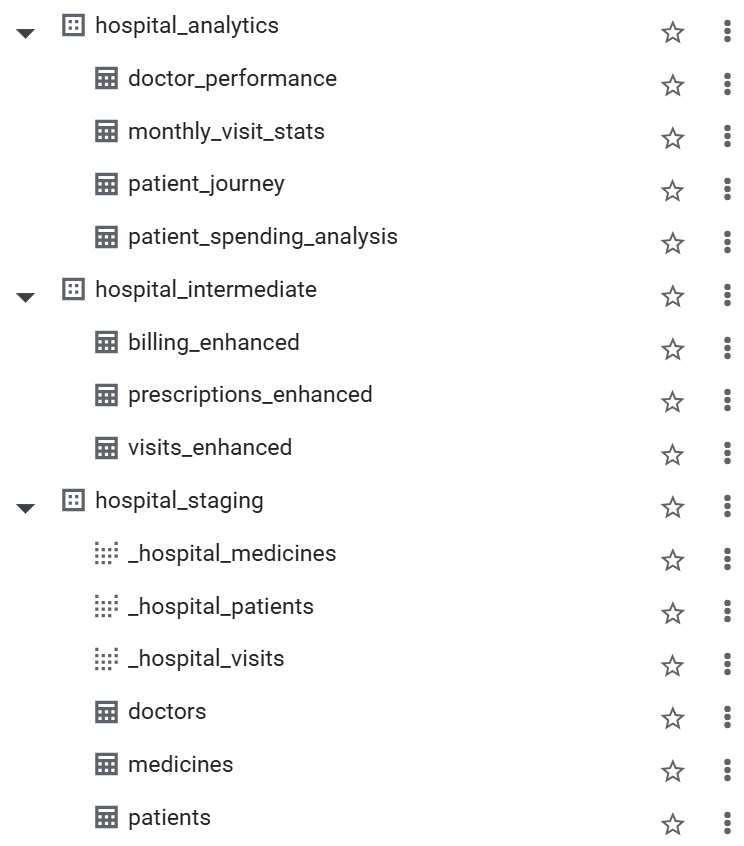 hospital_analytics
doctor_performance
monthly_visit_stats
patient_journey
patient_spending_analysis
hospital_intermediate
billing_enhanced
prescriptions_enhanced
visits_enhanced
hospital_staging
_hospital_medicines
_hospital_patients
_hospital_visits
doctors
medicines
patients